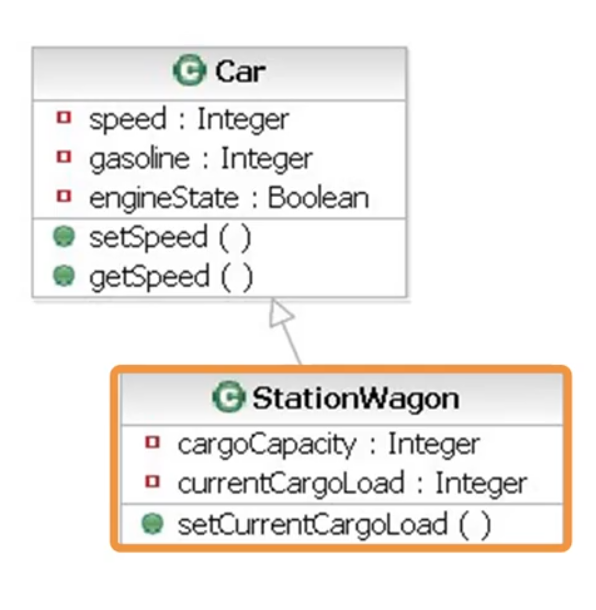 Car
speed : Integer
gasoline : Integer
engineState : Boolean
setSpeed ( )
getSpeed ( )
StationWagon
cargoCapacity : Integer
currentCargoLoad : Integer
setCurrentCargoLoad ( )